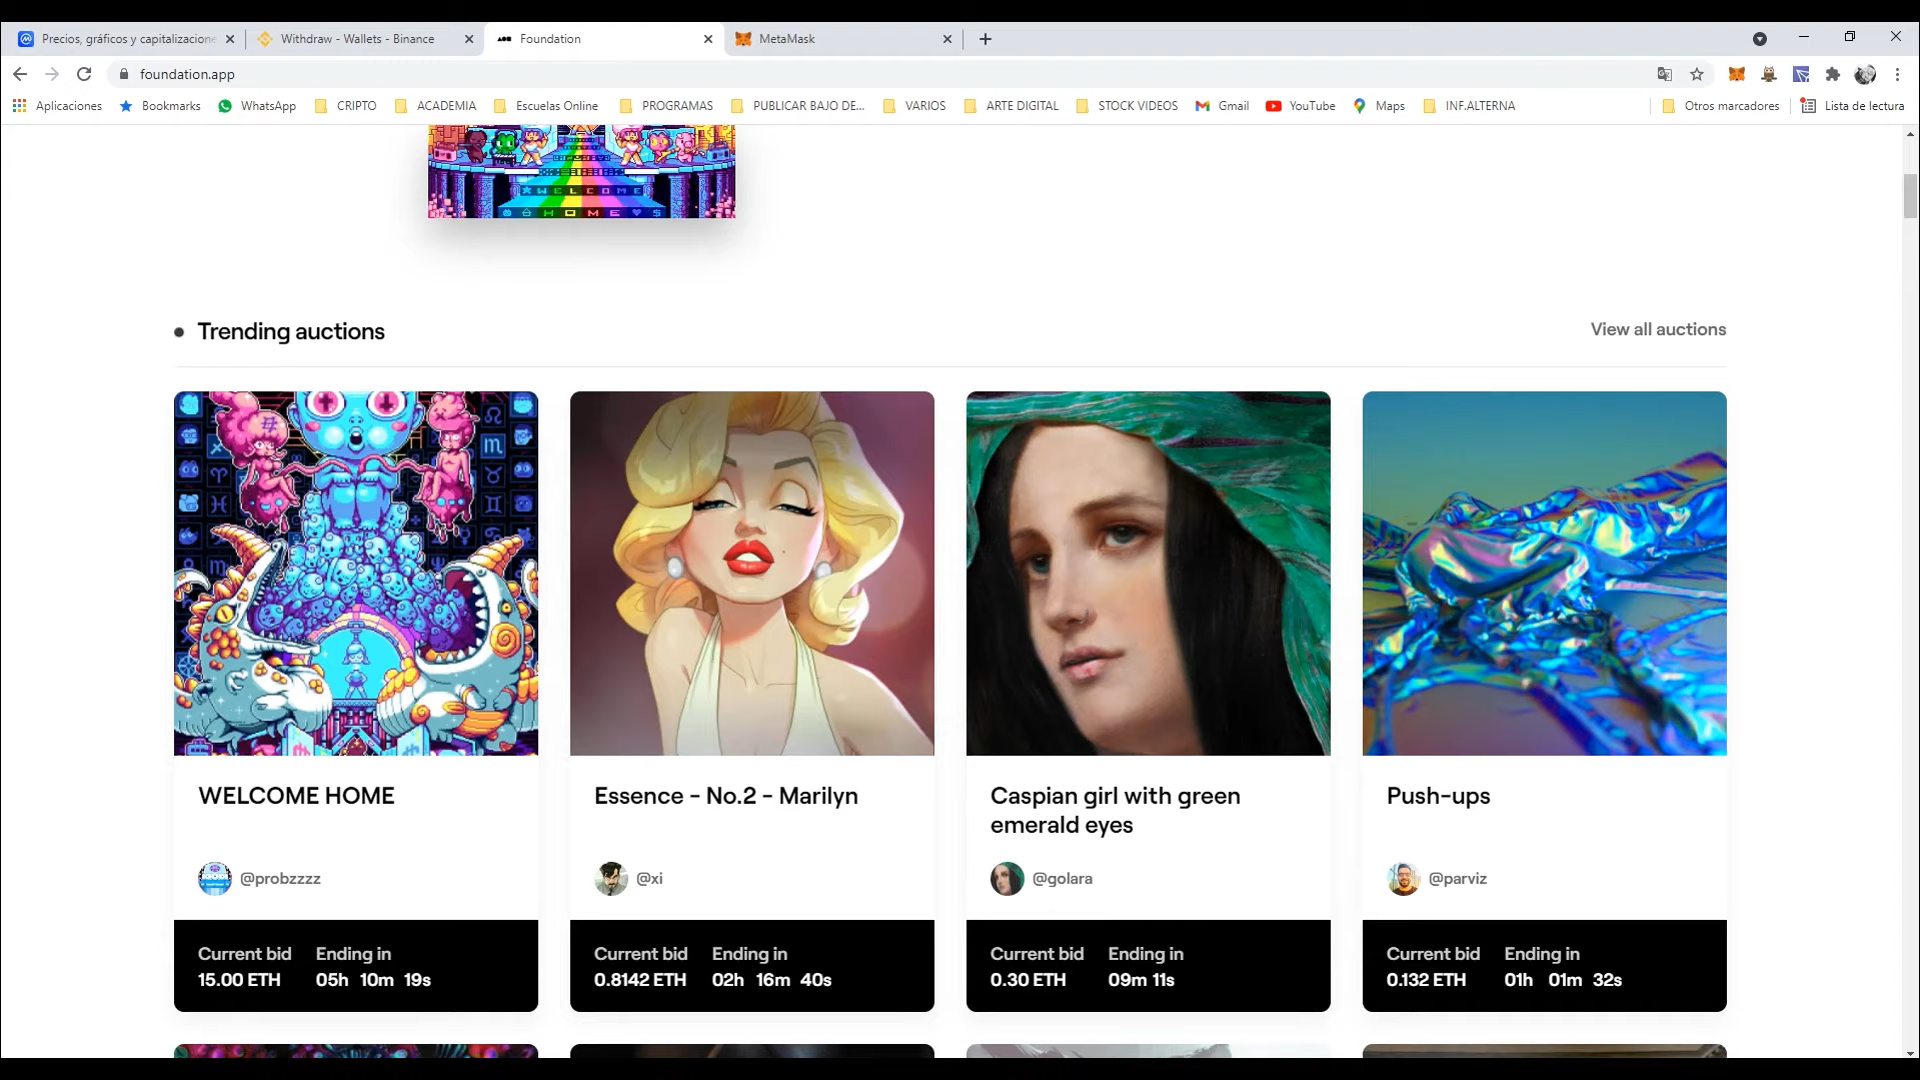 Precios, gráficos y capitalizacione
Withdraw - Wallets - Binance
Foundation
MetaMask
foundation.app
Aplicaciones
Bookmarks
WhatsApp
CRIPTO
ACADEMIA
Escuelas Online
PROGRAMAS
PUBLICAR BAJO DE...
VARIOS
ARTE DIGITAL
STOCK VIDEOS
Gmail
YouTube
Maps
INF.ALTERNA
Otros marcadores
Lista de lectura
WELCOME
HOME
Trending auctions
View all auctions
WELCOME HOME
@probzzzz
Current bid Ending in
15.00 ETH 05h 10m 19s
Essence - No.2 - Marilyn
@xi
Current bid Ending in
0.8142 ETH 02h 16m 40s
Caspian girl with green
emerald eyes
@golara
Current bid Ending in
0.30 ETH 09m 11s
Push-ups
@parviz
Current bid Ending in
0.132 ETH 01h 01m 32s